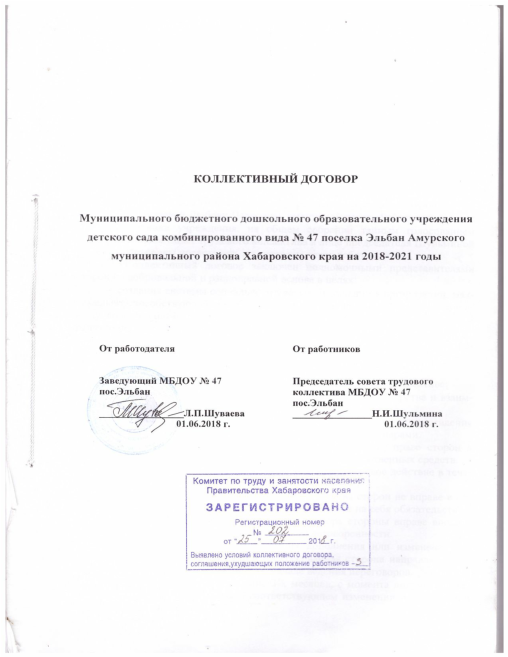 КОЛЛЕКТИВНЫЙ ДОГОВОР
Муниципального бюджетного дошкольного образовательного учреждения
детского сада комбинированного вида № 47 поселка Эльбан Амурского
муниципального района Хабаровского края на 2018-2021 годы
От работодателя
Заведующий МБДОУ № 47
пос.Эльбан
Л.П.Шуваева
01.06.2018 г.
От работников
Председатель совета трудового
коллектива МБДОУ № 47
пос.Эльбан
Н.И.Шульмина
01.06.2018 г.
Комитет по труду и занятости населения
Правительства Хабаровского края
ЗАРЕГИСТРИРОВАНО
Регистрационный номер
№ 202
от "25" 2018 г.
Выявлено условий коллективного договора,
соглашения,ухудшающих положение работников - 3